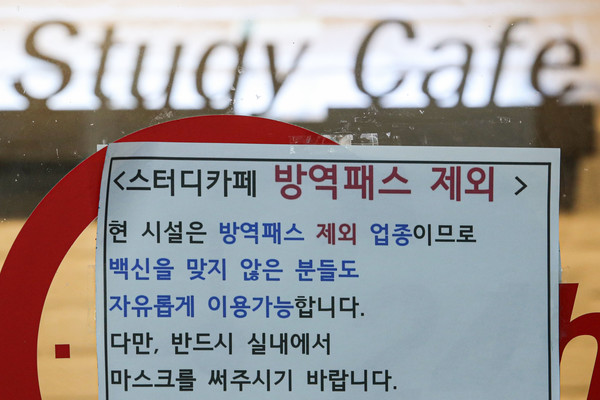 Study Cafe
<스터디카페 방역패스 제외 >
현 시설은 방역패스 제외 업종이므로
백신을 맞지 않은 분들도
자유롭게 이용가능합니다.
다만, 반드시 실내에서
마스크를 써주시기 바랍니다.